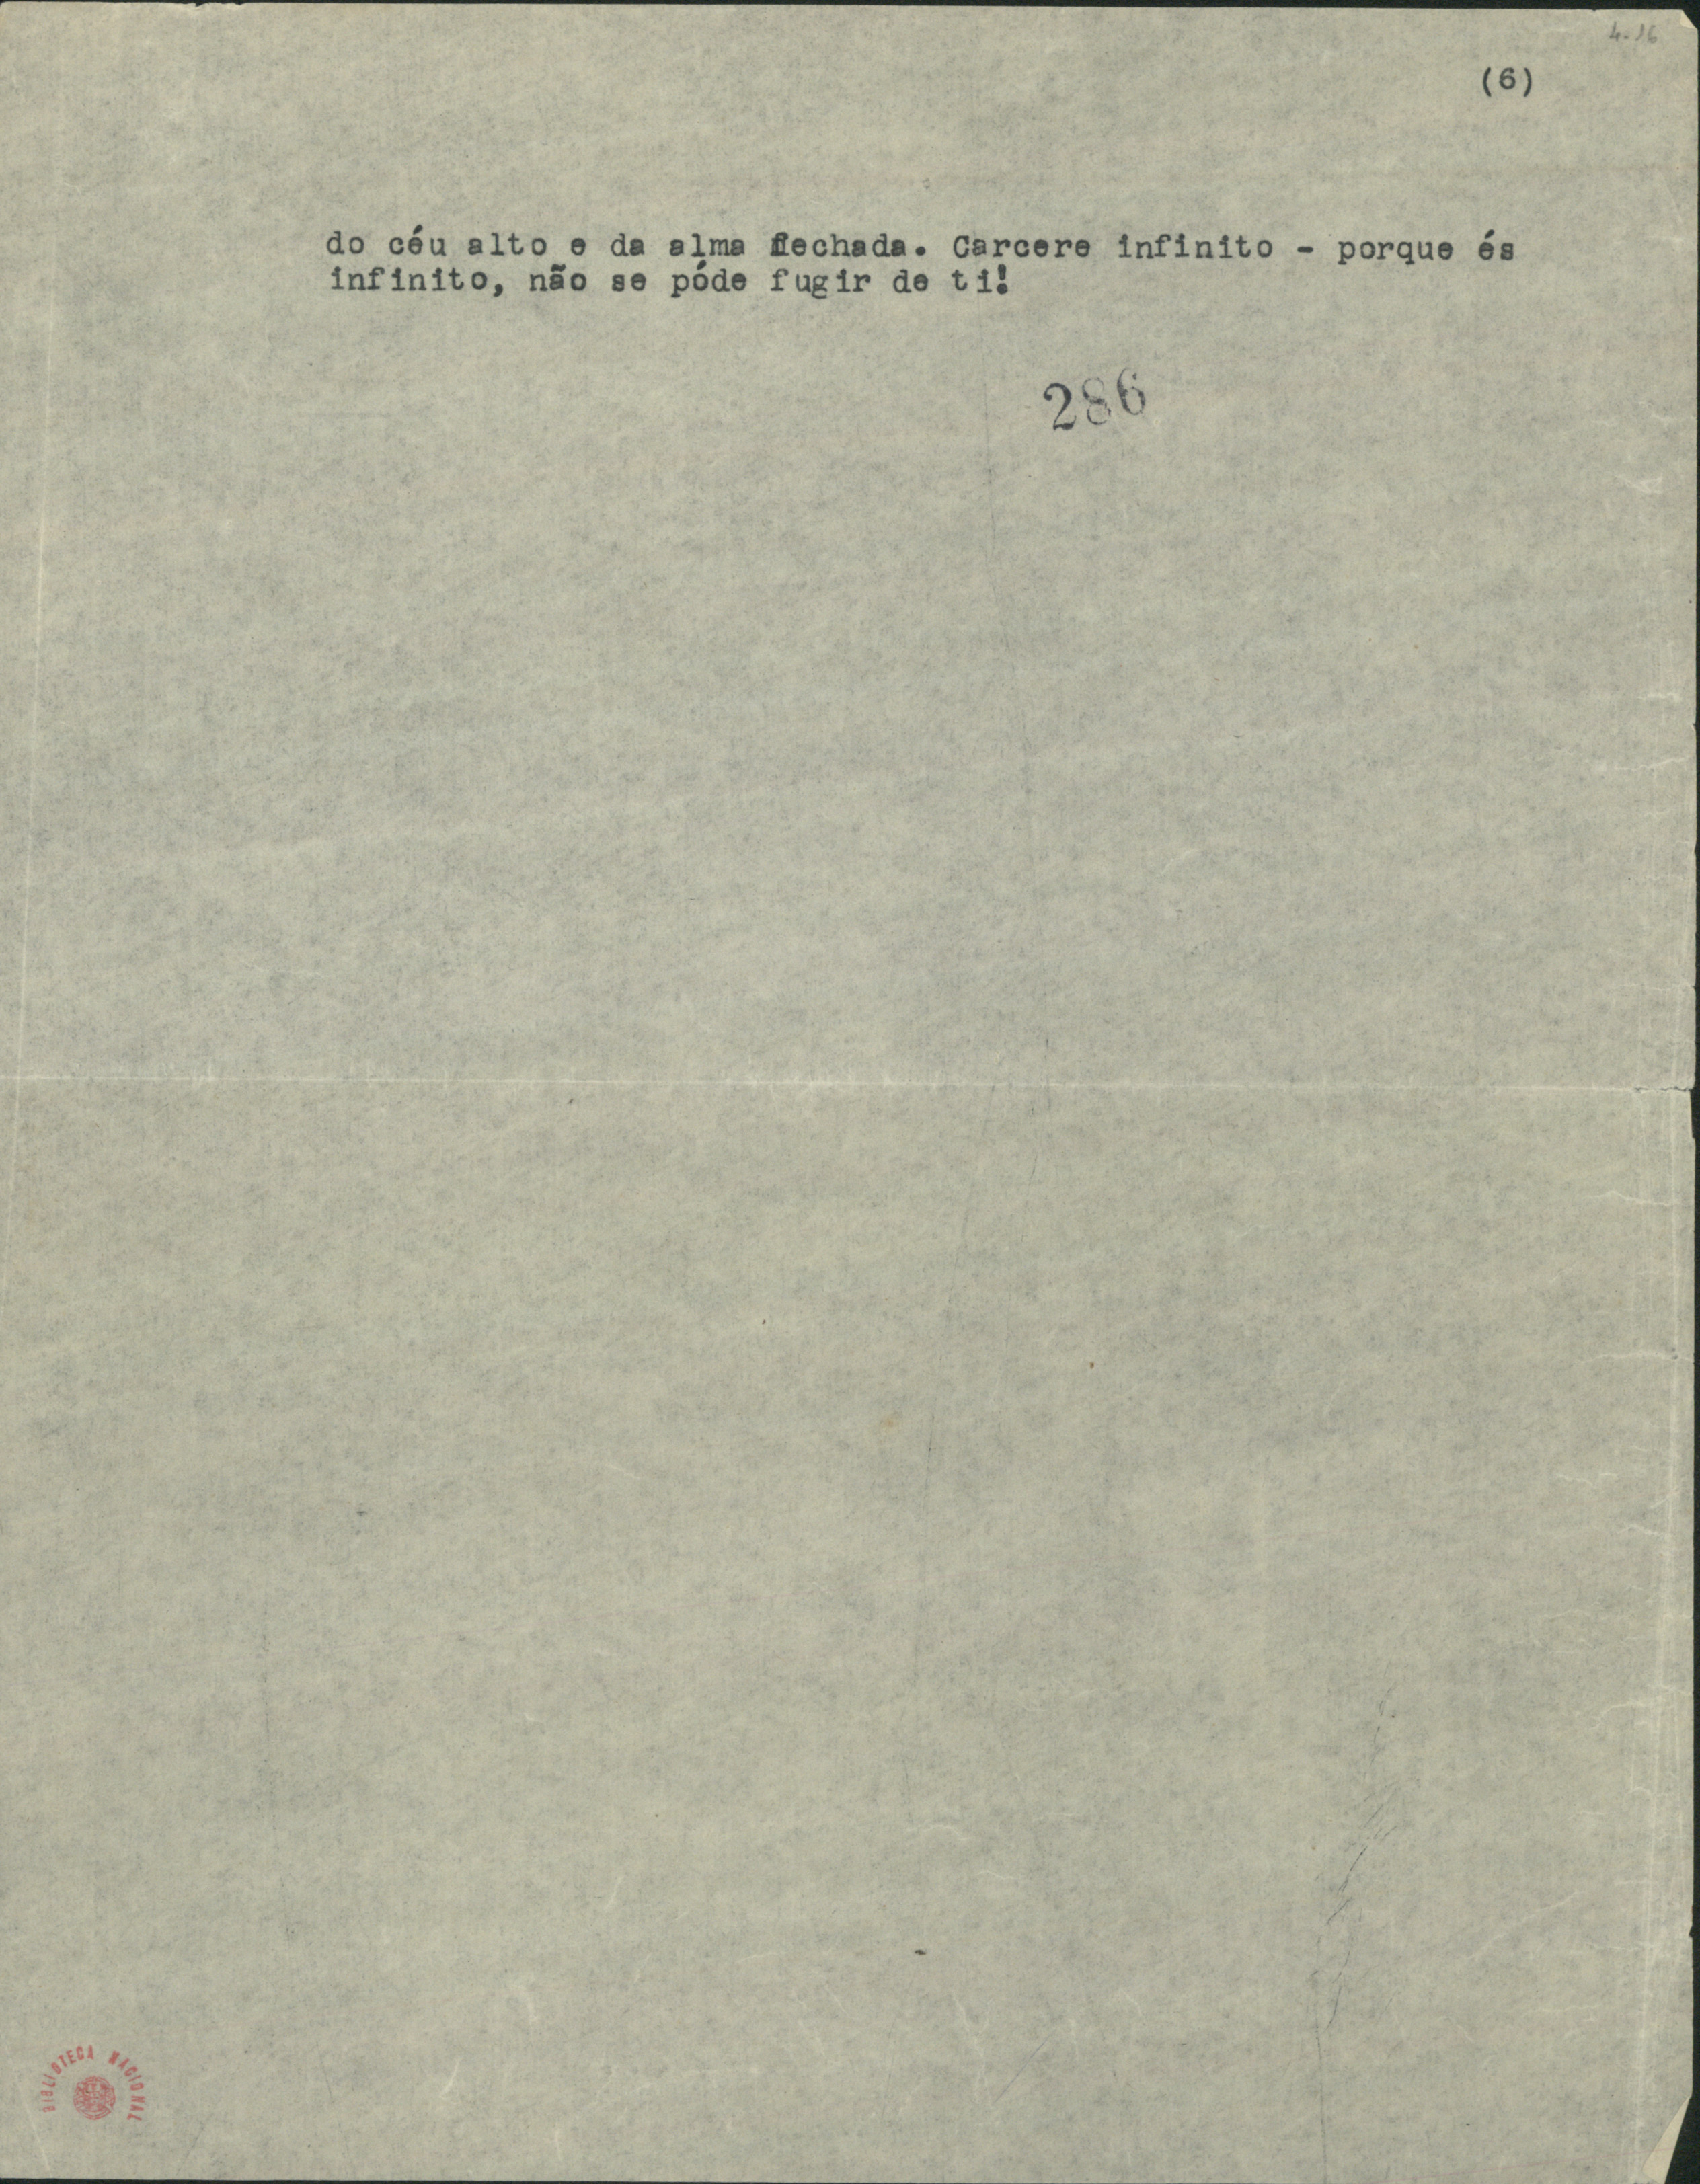 4-16
(6)
do céu alto e da alma fechada. Carcere infinito - porque és
infinito, não se póde fugir de ti!
286
BIBLIOTECA NACIONAL